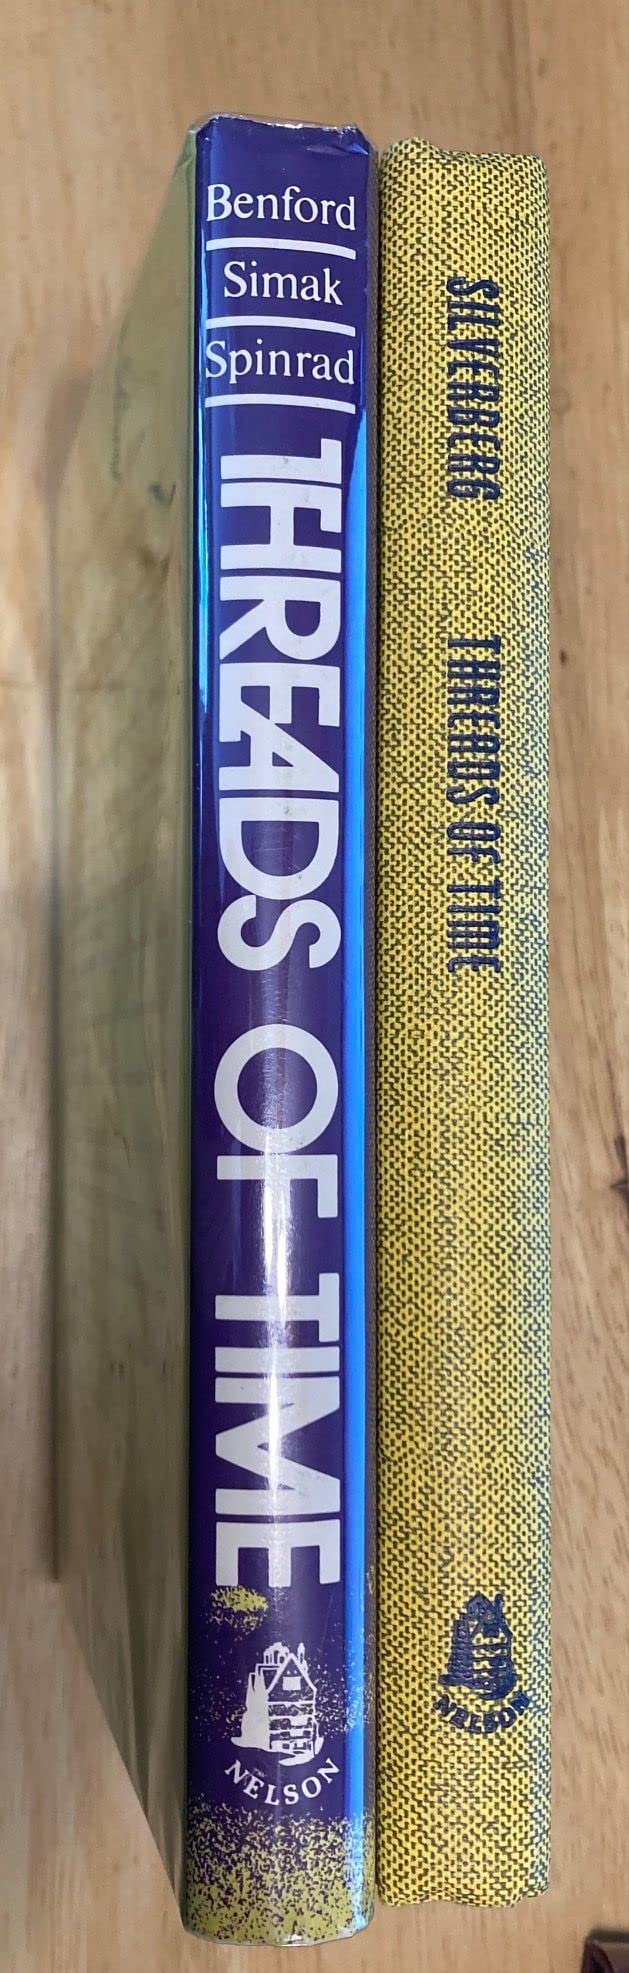 Benford
Simak
Spinrad
THREADS OF TIME
NELSON
SILVERBERG THREADS OF TIME
NELSON